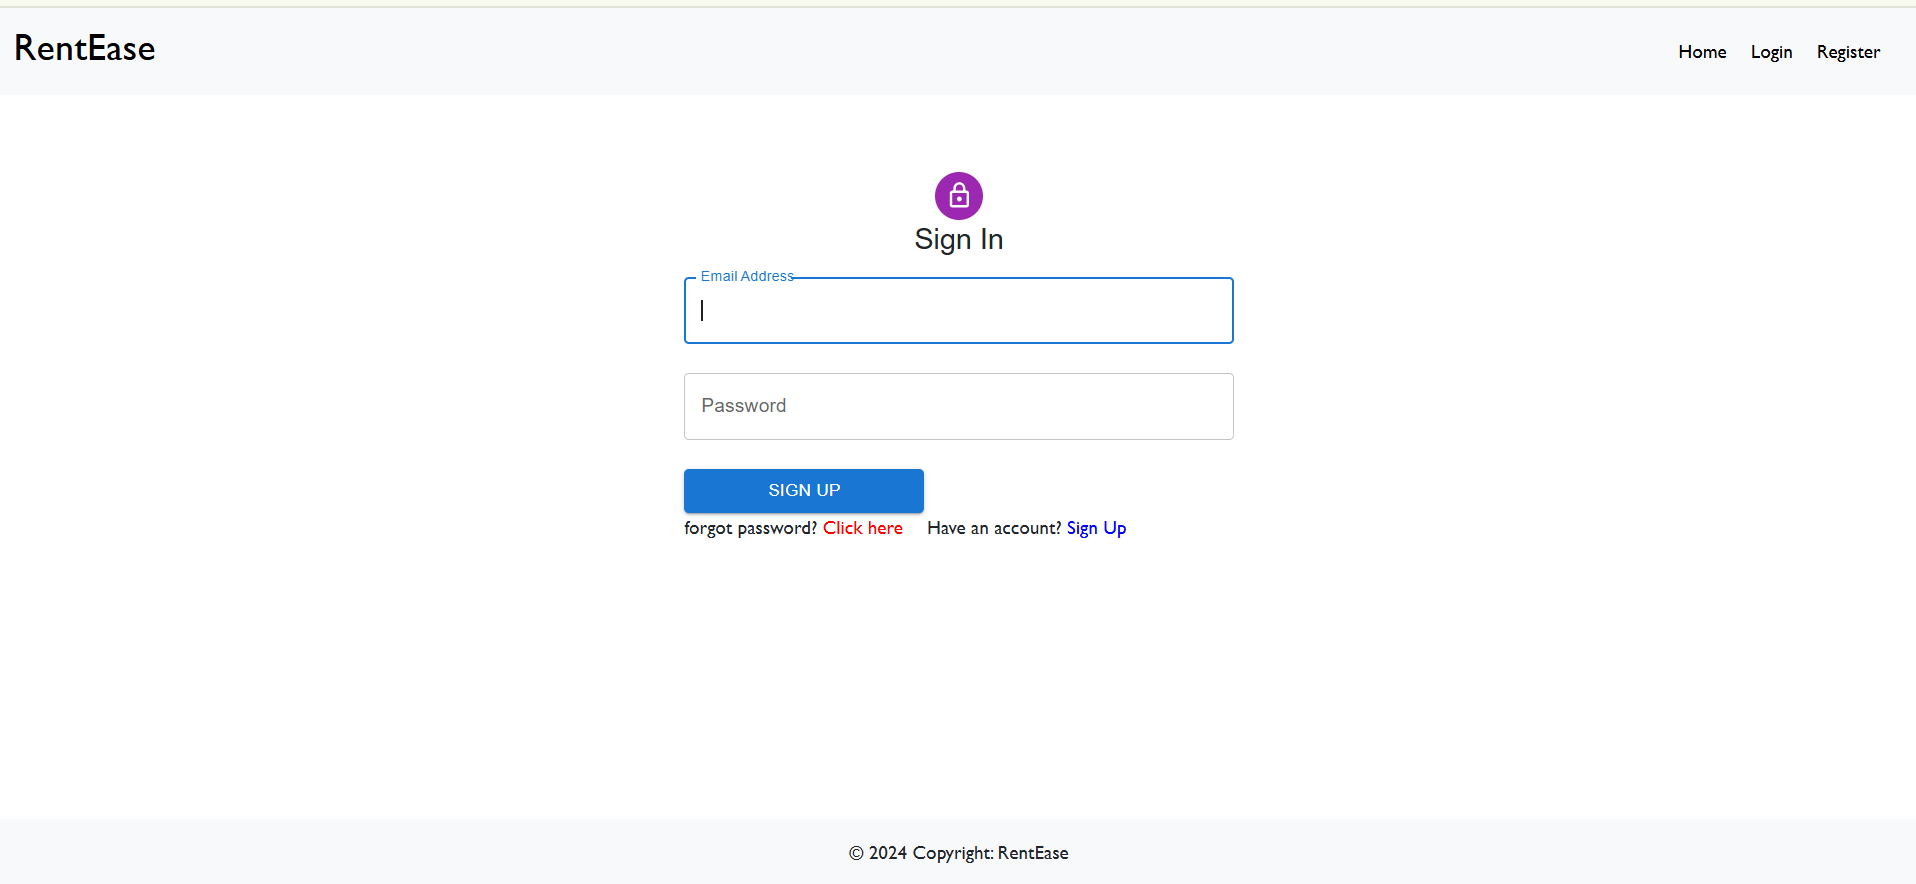 RentEase
Home Login Register
Sign In
Email Address
Password
SIGN UP
forgot password? Click here Have an account? Sign Up
© 2024 Copyright: RentEase